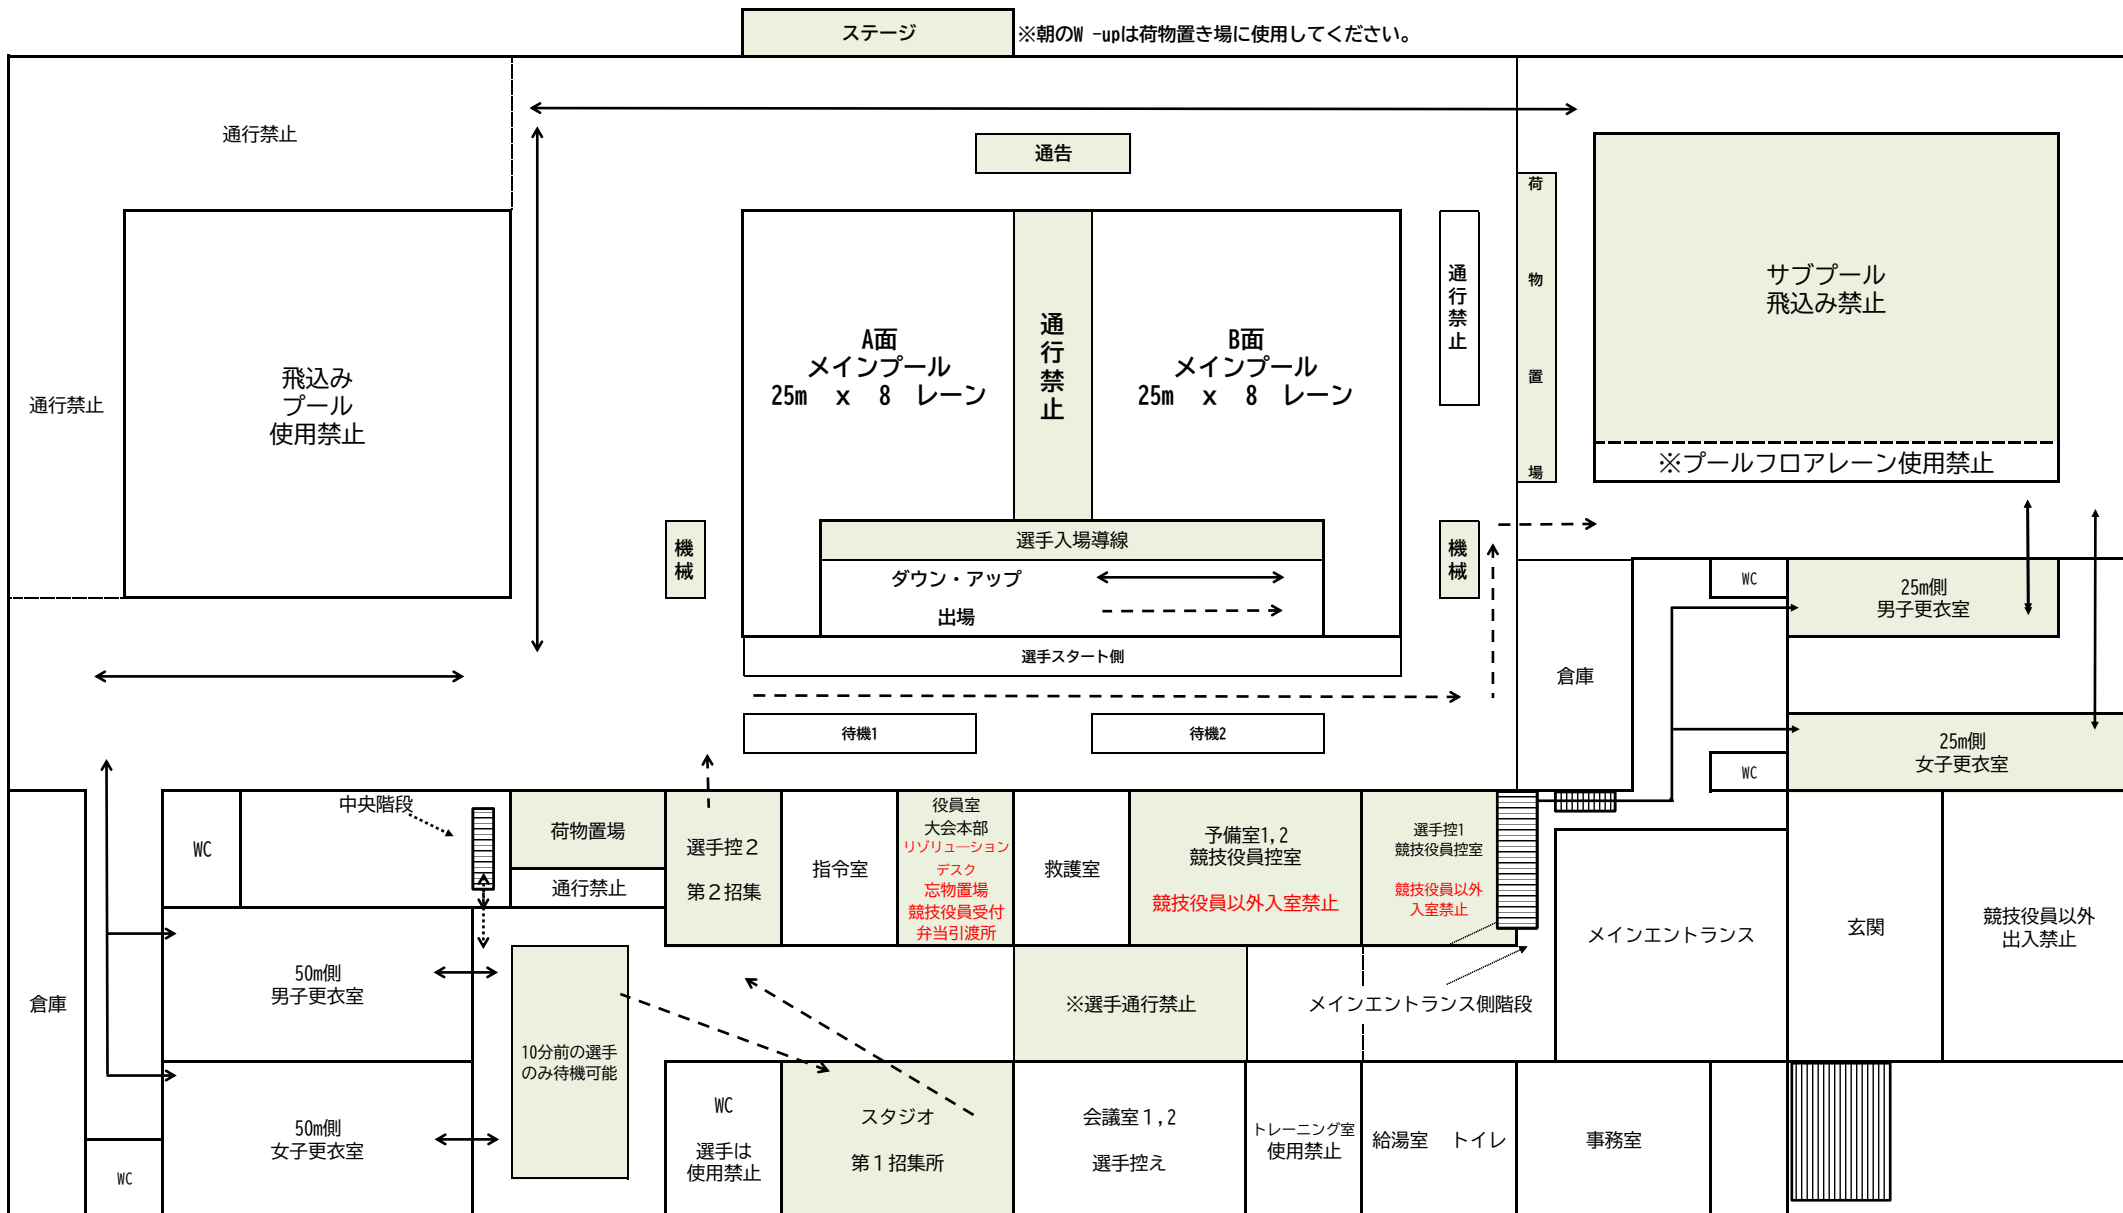 ステージ
※朝のW -upは荷物置き場に使用してください。
通行禁止
通告
荷物置場
通行禁止
飛込み
プール
使用禁止
A面
メインプール
25m x 8 レーン
通行禁止
B面
メインプール
25m x 8 レーン
通行禁止
サブプール
飛込み禁止
※プールフロアレーン使用禁止
機械
選手入場導線
ダウン・アップ
出場
機械
選手スタート側
待機1
待機2
倉庫
WC
25m側
男子更衣室
25m側
女子更衣室
WC
中央階段
WC
荷物置場
通行禁止
選手控２
第２招集
指令室
役員室
大会本部
リゾリューション
デスク
忘物置場
競技役員受付
弁当引渡所
救護室
予備室1,2
競技役員控室
競技役員以外入室禁止
選手控1
競技役員控室
競技役員以外
入室禁止
メインエントランス
玄関
競技役員以外
出入禁止
倉庫
50m側
男子更衣室
10分前の選手
のみ待機可能
※選手通行禁止
メインエントランス側階段
50m側
女子更衣室
WC
WC
選手は
使用禁止
スタジオ
第１招集所
会議室１,２
選手控え
トレーニング室
使用禁止
給湯室 トイレ
事務室